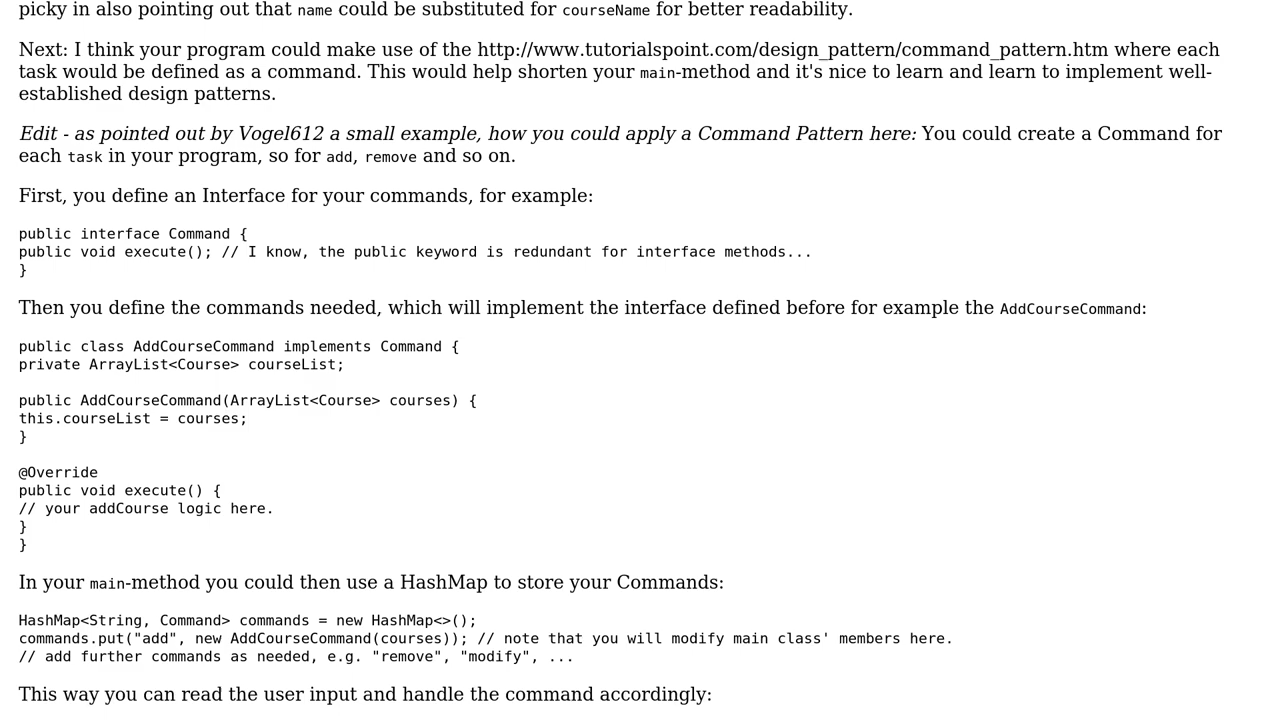 picky in also pointing out that name could be substituted for courseName for better readability.
Next: I think your program could make use of the http://www.tutorialspoint.com/design_pattern/command_pattern.htm where each
task would be defined as a command. This would help shorten your main-method and it's nice to learn and learn to implement well-
established design patterns.
Edit - as pointed out by Vogel612 a small example, how you could apply a Command Pattern here: You could create a Command for
each task in your program, so for add, remove and so on.
First, you define an Interface for your commands, for example:
public interface Command {
public void execute(); // I know, the public keyword is redundant for interface methods...
}
Then you define the commands needed, which will implement the interface defined before for example the AddCourseCommand:
public class AddCourseCommand implements Command {
private ArrayList<Course> courseList;
public AddCourseCommand(ArrayList<Course> courses) {
this.courseList = courses;
}
@Override
public void execute() {
// your addCourse logic here.
}
}
In your main-method you could then use a HashMap to store your Commands:
HashMap<String, Command> commands = new HashMap<>();
commands.put("add", new AddCourseCommand(courses)); // note that you will modify main class' members here.
// add further commands as needed, e.g. "remove", "modify", ...
This way you can read the user input and handle the command accordingly: